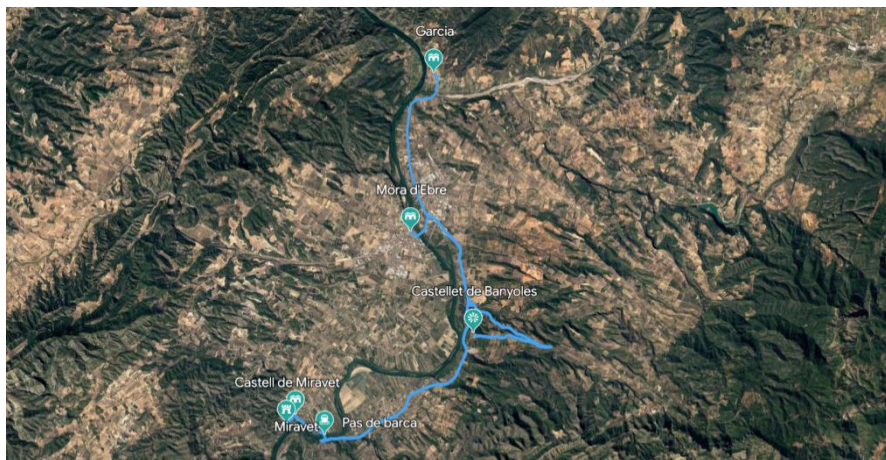 Garcia
Móra d'Ebre
Castellet de Banyoles
Castell de Miravet
Miravet
Pas de barca